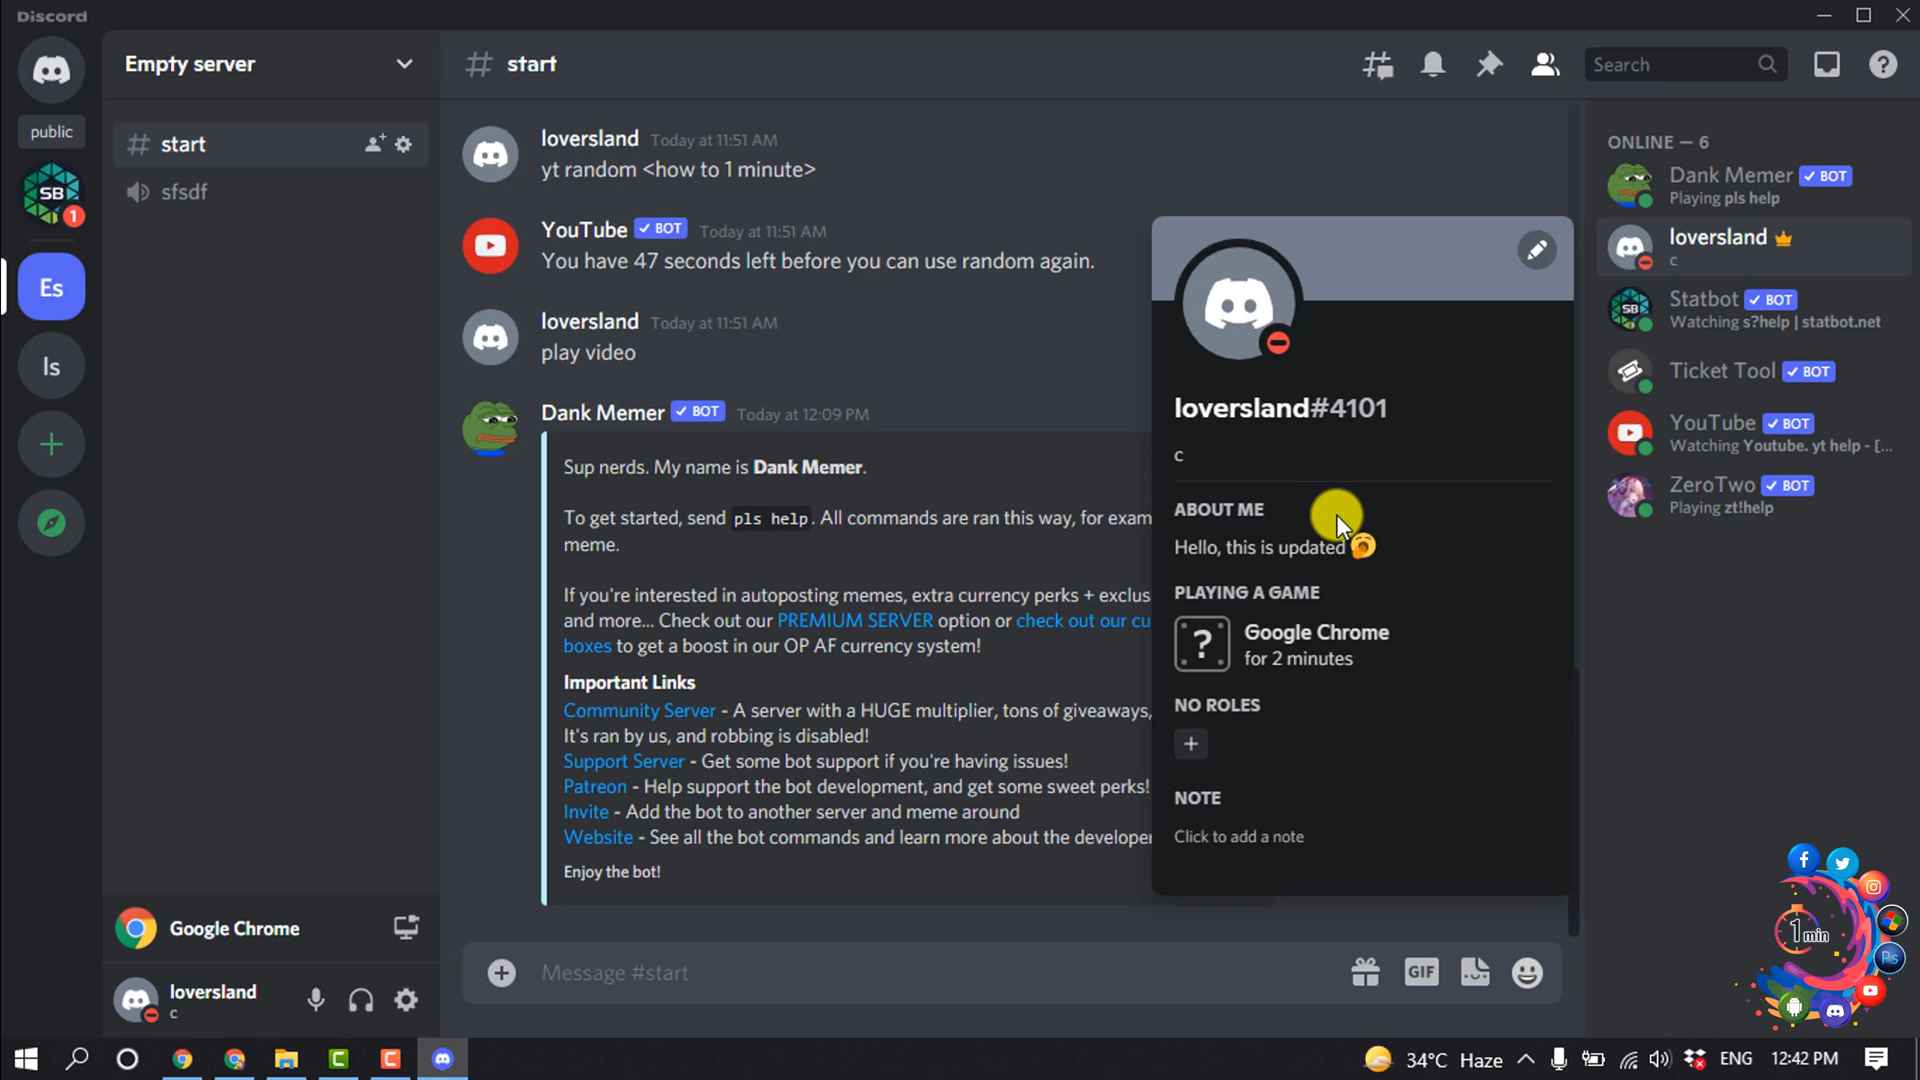 Discord
public
SB
1
Es
Is
Empty server
start
sfsdf
Google Chrome
loversland
c
# start
Search
loversland Today at 11:51 AM
yt random <how to 1 minute>
YouTube ✓ BOT Today at 11:51 AM
You have 47 seconds left before you can use random again.
loversland Today at 11:51 AM
play video
Dank Memer ✓ BOT Today at 12:09 PM
Sup nerds. My name is Dank Memer.
To get started, send pls help. All commands are ran this way, for
meme.
If you're interested in autoposting memes, extra currency perks +
and more... Check out our PREMIUM SERVER option or check out our
boxes to get a boost in our OP AF currency system!
Important Links
Community Server - A server with a HUGE multiplier, tons of giveaways,
It's ran by us, and robbing is disabled!
Support Server - Get some bot support if you're having issues!
Patreon - Help support the bot development, and get some sweet perks!
Invite - Add the bot to another server and meme around
Website - See all the bot commands and learn more about the
Enjoy the bot!
Message #start
GIF
loversland#4101
c
ABOUT ME
Hello, this is updated
PLAYING A GAME
? Google Chrome
for 2 minutes
NO ROLES
NOTE
Click to add a note
ONLINE — 6
Dank Memer ✓ BOT
Playing pls help
loversland
c
Statbot ✓ BOT
Watching s?help | statbot.net
Ticket Tool ✓ BOT
YouTube ✓ BOT
Watching Youtube. yt help - [...
ZeroTwo ✓ BOT
Playing zt!help
1 min
Ps
34°C Haze
ENG
12:42 PM